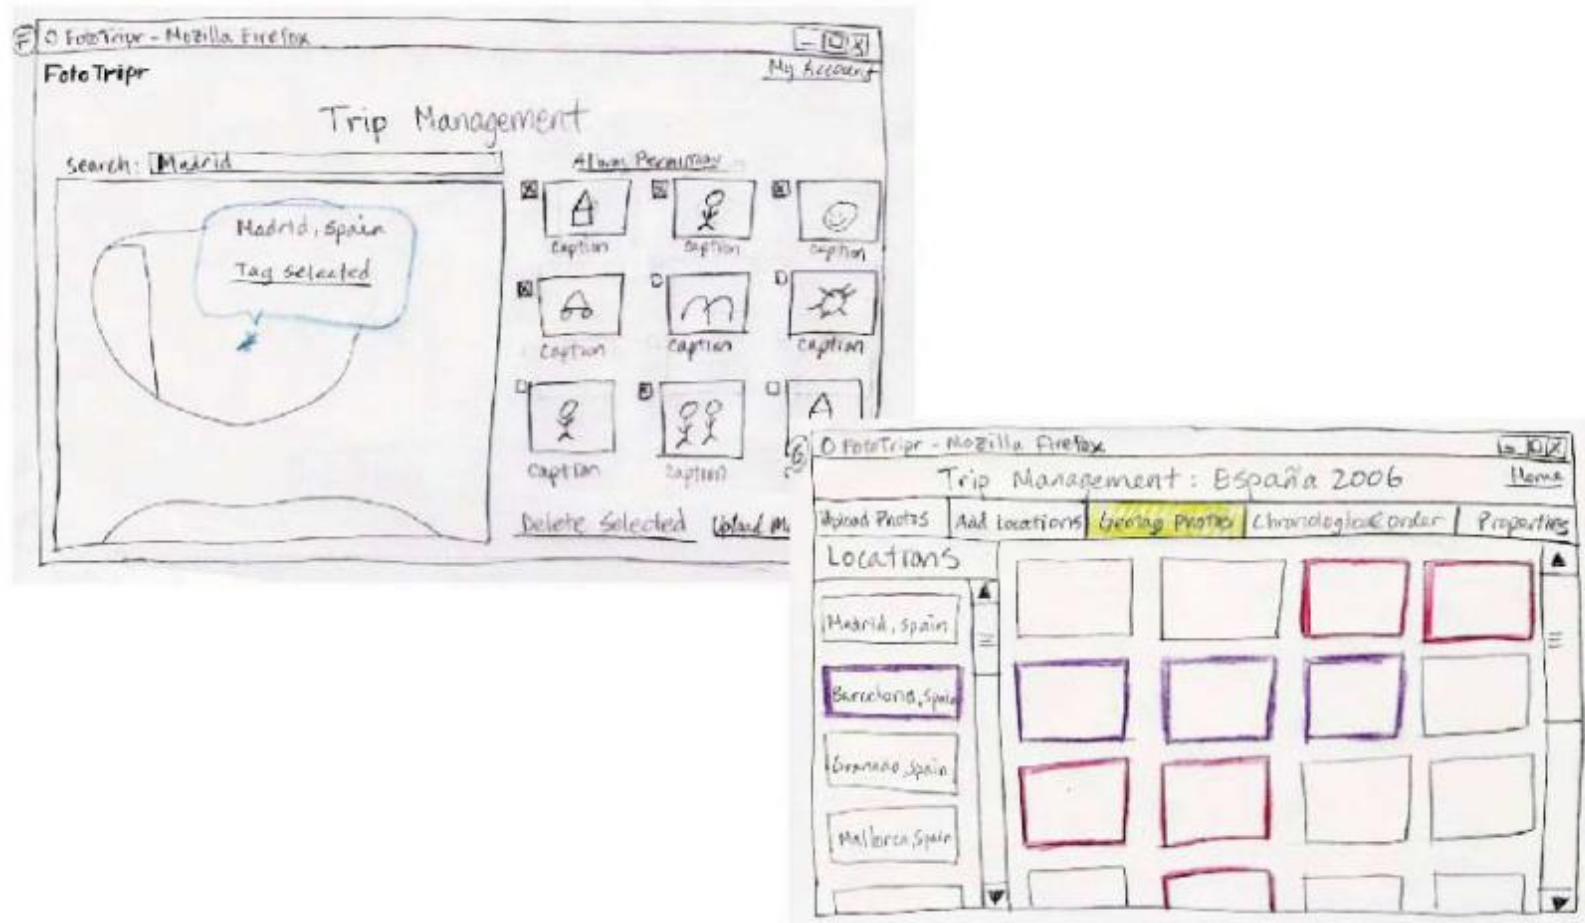 F O FotoTripr - Mozilla Firefox
FotoTripr My Account
Trip Management
Search: Madrid
Album
Madrid, Spain
Tag selected
caption caption caption
caption caption caption
caption caption
Delete Selected Upload M
G O FotoTripr - Mozilla Firefox
Trip Management: España 2006 Home
Upload Photos Add Locations Geotag Photos Chronological order Properties
Locations
Madrid, Spain
Barcelona, Spain
Granada, Spain
Mallorca, Spain